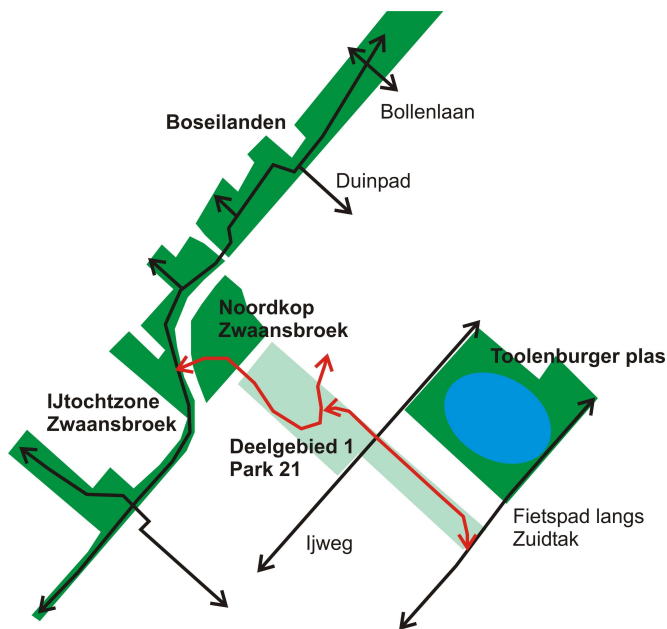 Bollenlaan
Boseilanden
Duinpad
Noordkop
Zwaansbroek
Toolenburger plas
IJtochtzone
Zwaansbroek
Deelgebied 1
Park 21
Fietspad langs
Zuidtak
Ijweg